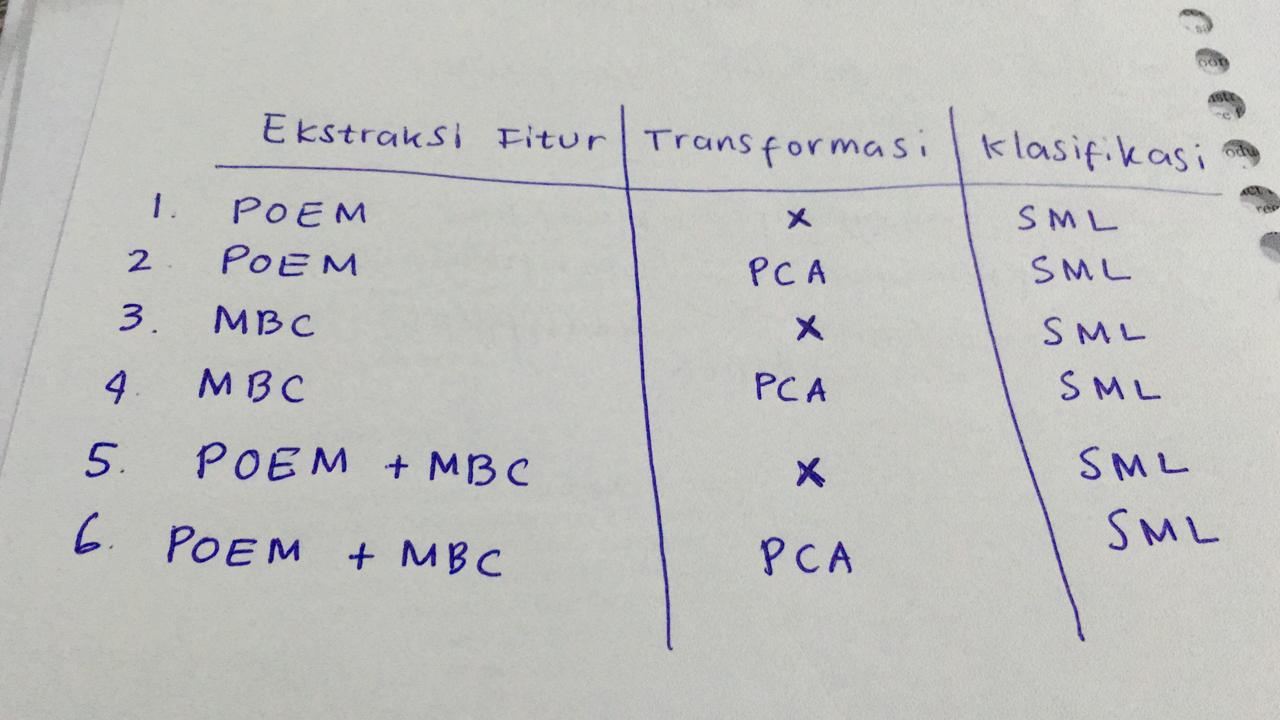 Ekstraksi Fitur Transformasi Klasifikasi
1. POEM x SML
2. POEM PCA SML
3. MBC x SML
4. MBC PCA SML
5. POEM + MBC x SML
6. POEM + MBC PCA SML